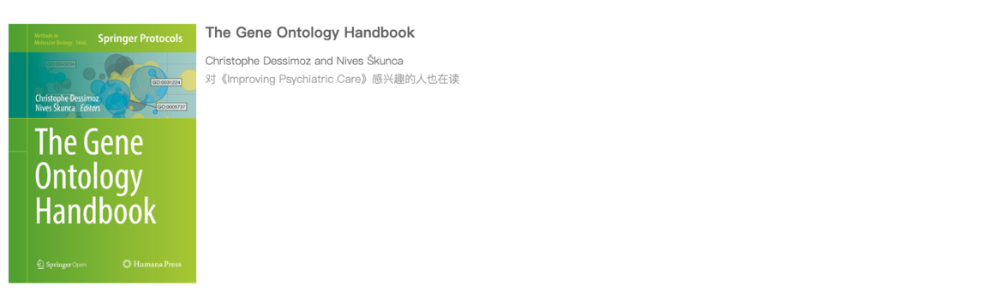 Methods in
Molecular Biology 1446
Springer Protocols
GO:0043234
GO:0031224
GO:0005737
Christophe Dessimoz
Nives Škunca Editors
The Gene
Ontology
Handbook
Springer Open
Humana Press
The Gene Ontology Handbook
Christophe Dessimoz and Nives Škunca
对《Improving Psychiatric Care》感兴趣的人也在读